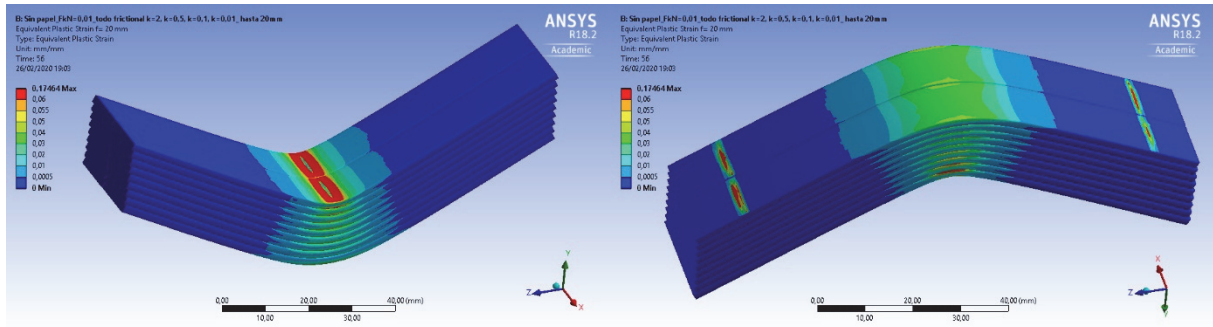 B: Sin papel_FkN=0,01_todo frictional k=2, k=0,5, k=0,1, k=0,01_ hasta 20mm
Equivalent Plastic Strain f= 20 mm
Type: Equivalent Plastic Strain
Unit: mm/mm
Time: 56
26/02/2020 19:03
0,17464 Max
0,06
0,055
0,05
0,04
0,03
0,02
0,01
0,0005
0 Min
ANSYS
R18.2
Academic
Y
Z
X
0,00 20,00 40,00 (mm)
10,00 30,00
B: Sin papel_FkN=0,01_todo frictional k=2, k=0,5, k=0,1, k=0,01_ hasta 20mm
Equivalent Plastic Strain f= 20 mm
Type: Equivalent Plastic Strain
Unit: mm/mm
Time: 56
26/02/2020 19:03
0,17464 Max
0,06
0,055
0,05
0,04
0,03
0,02
0,01
0,0005
0 Min
ANSYS
R18.2
Academic
X
Z
Y
0,00 20,00 40,00 (mm)
10,00 30,00